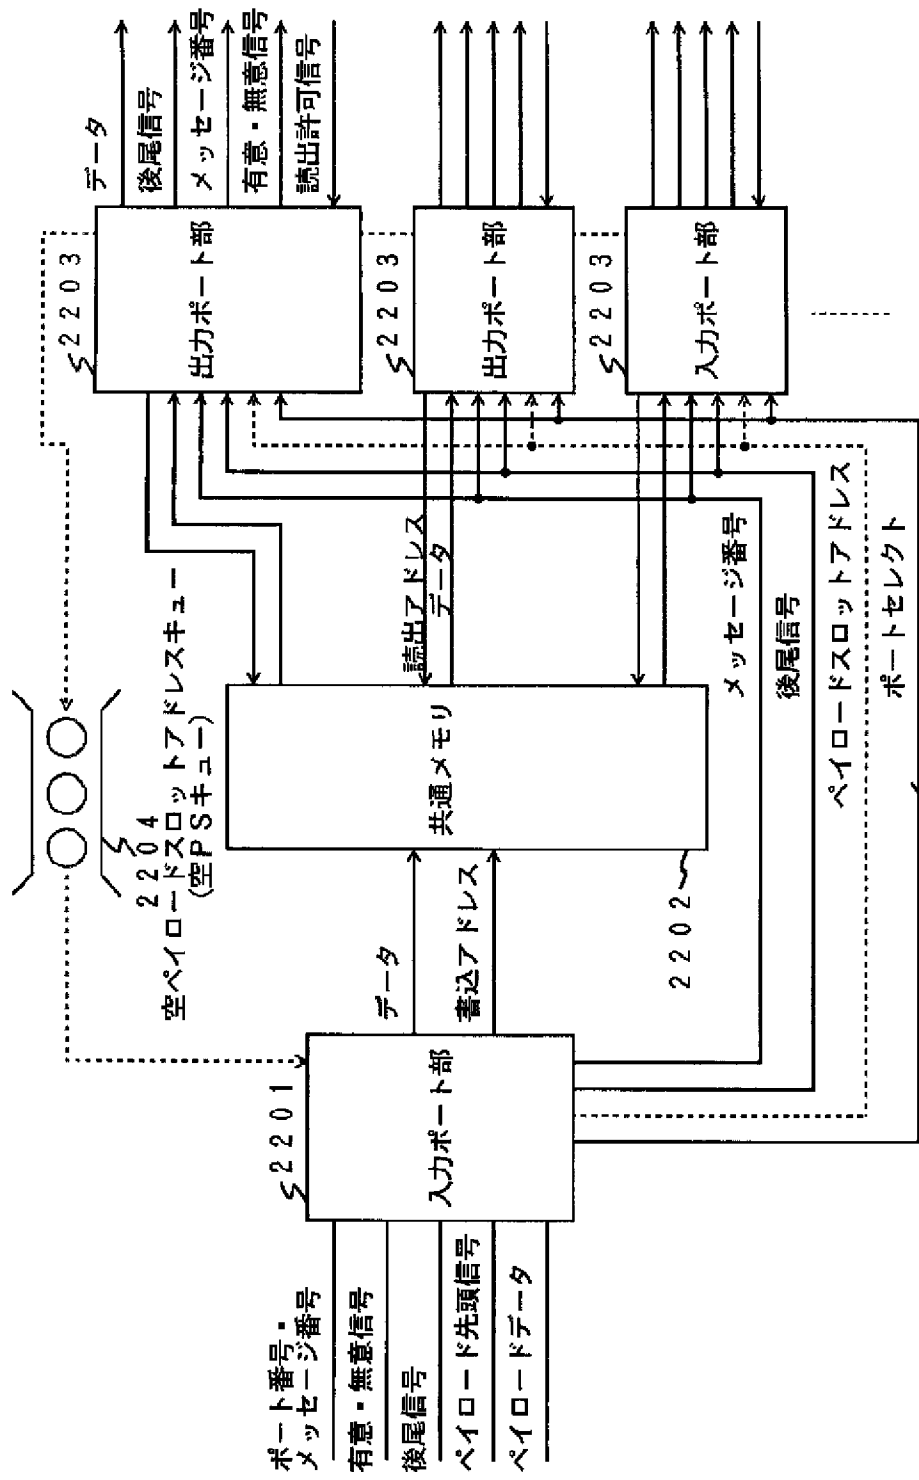 ポート番号・
メッセージ番号
有意・無意信号
後尾信号
ペイロード先頭信号
ペイロードデータ
2201
入力ポート部
データ
書込アドレス
2204
空ペイロードスロットアドレスキュー
(空PSキュー)
共通メモリ
2202
読出アドレス
データ
メッセージ番号
後尾信号
ペイロードスロットアドレス
ポートセレクト
2203
出力ポート部
2203
出力ポート部
2203
入力ポート部
データ
後尾信号
メッセージ番号
有意・無意信号
読出許可信号